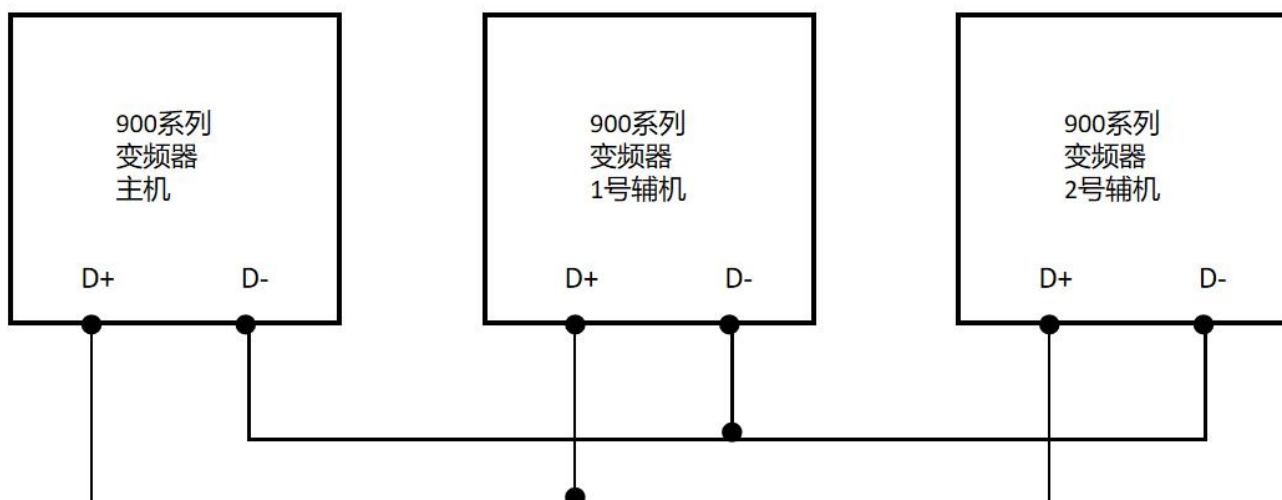 900系列
变频器
主机
D+ D-
900系列
变频器
1号辅机
D+ D-
900系列
变频器
2号辅机
D+ D-